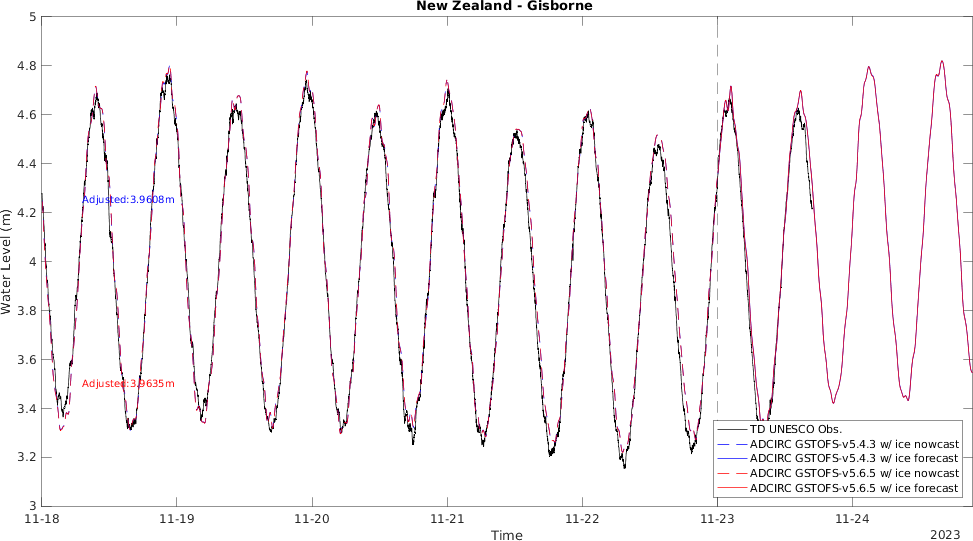 New Zealand - Gisborne
5
4.8
4.6
4.4
4.2
4
3.8
3.6
3.4
3.2
3
Water Level (m)
Adjusted:3.9608m
Adjusted:3.9635m
TD UNESCO Obs.
ADCIRC GSTOFS-v5.4.3 w/ ice nowcast
ADCIRC GSTOFS-v5.4.3 w/ ice forecast
ADCIRC GSTOFS-v5.6.5 w/ ice nowcast
ADCIRC GSTOFS-v5.6.5 w/ ice forecast
11-18 11-19 11-20 11-21 11-22 11-23 11-24
Time
2023